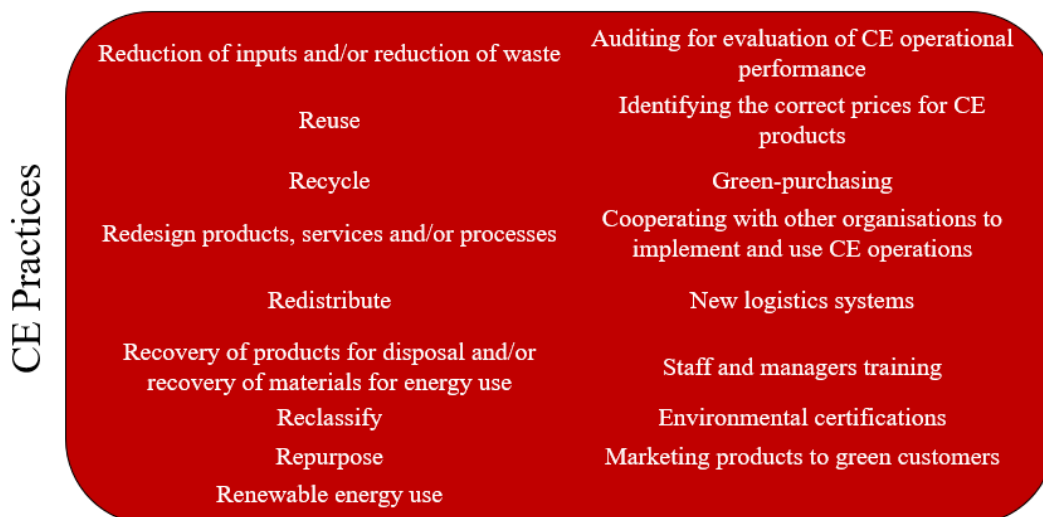 CE Practices
Reduction of inputs and/or reduction of waste
Reuse
Recycle
Redesign products, services and/or processes
Redistribute
Recovery of products for disposal and/or
recovery of materials for energy use
Reclassify
Repurpose
Renewable energy use
Auditing for evaluation of CE operational
performance
Identifying the correct prices for CE
products
Green-purchasing
Cooperating with other organisations to
implement and use CE operations
New logistics systems
Staff and managers training
Environmental certifications
Marketing products to green customers